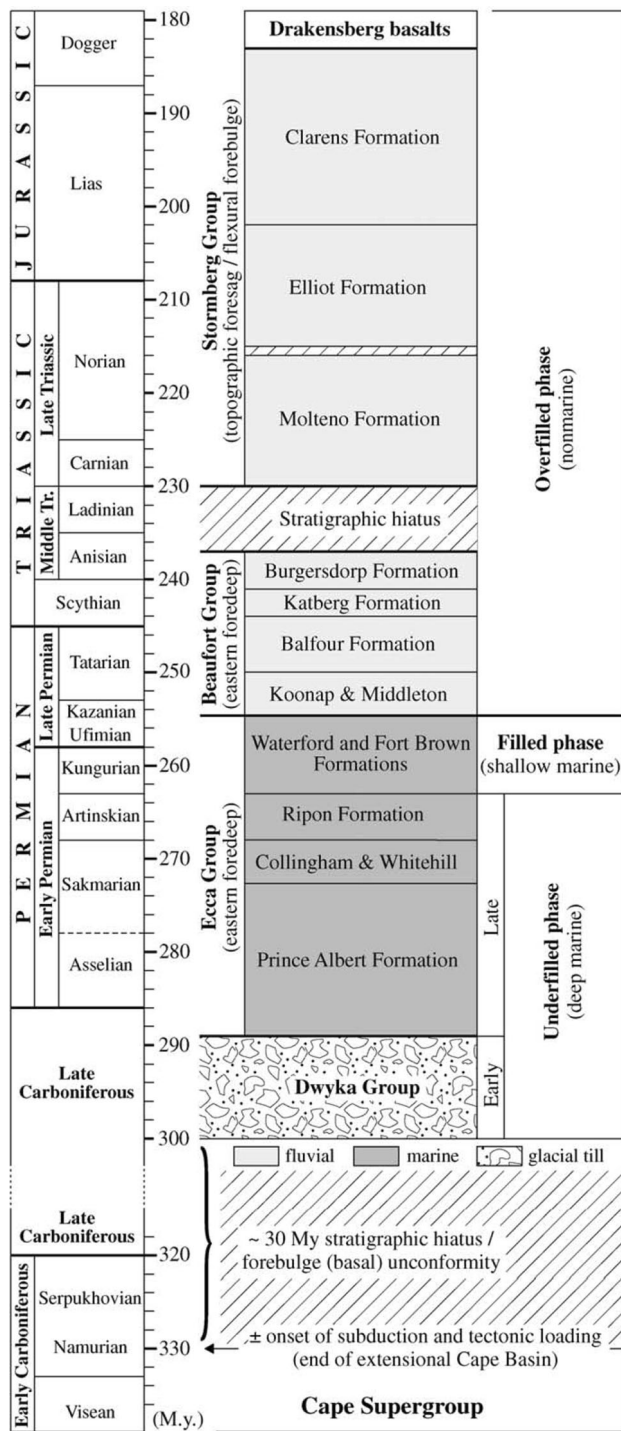 JURASSIC
Dogger
Lias
TRIASSIC
Late Triassic
Norian
Carnian
Middle Tr.
Ladinian
Anisian
Scythian
PERMIAN
Late Permian
Tatarian
Kazanian
Ufimian
Early Permian
Kungurian
Artinskian
Sakmarian
Asselian
Late
Carboniferous
Late
Carboniferous
Early Carboniferous
Serpukhovian
Namurian
Visean
180
190
200
210
220
230
240
250
260
270
280
290
300
320
330
(M.y.)
Stormberg Group
(topographic foresag / flexural forebulge)
Beaufort Group
(eastern foredeep)
Ecca Group
(eastern foredeep)
Drakensberg basalts
Clarens Formation
Elliot Formation
Molteno Formation
Stratigraphic hiatus
Burgersdorp Formation
Katberg Formation
Balfour Formation
Koonap & Middleton
Waterford and Fort Brown
Formations
Ripon Formation
Collingham & Whitehill
Prince Albert Formation
Dwyka Group
Overfilled phase
(nonmarine)
Filled phase
(shallow marine)
Late
Early
Underfilled phase
(deep marine)
fluvial
marine
glacial till
~ 30 My stratigraphic hiatus /
forebulge (basal) unconformity
± onset of subduction and tectonic loading
(end of extensional Cape Basin)
Cape Supergroup